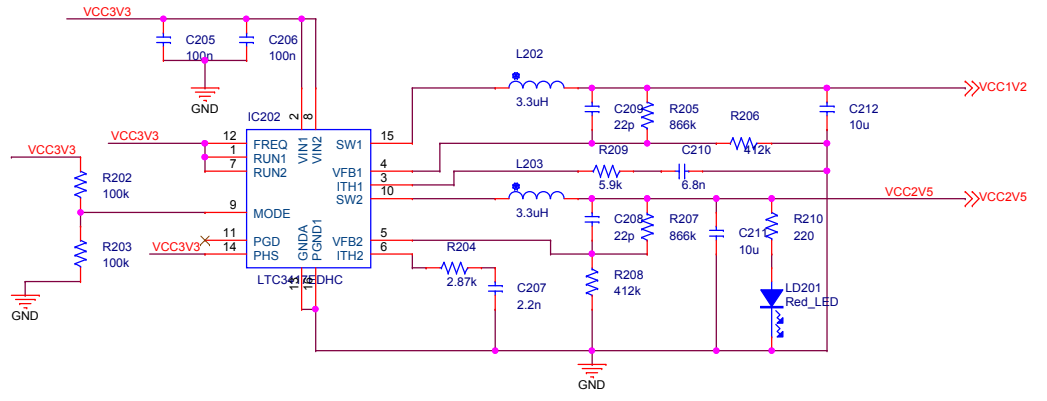 VCC3V3
C205
100n
C206
100n
GND
L202
3.3uH
VCC1V2
C209
22p
R205
866k
R206
412k
C212
10u
IC202
2
8
VIN1
VIN2
VCC3V3
12
FREQ
1
RUN1
7
RUN2
15
SW1
4
VFB1
3
ITH1
10
SW2
R209
5.9k
C210
6.8n
L203
3.3uH
VCC2V5
VCC2V5
VCC3V3
R202
100k
9
MODE
R203
100k
GND
11
PGD
VCC3V3
14
PHS
GNDA
PGND1
5
VFB2
6
ITH2
LTC3417EDHC
R204
2.87k
C207
2.2n
C208
22p
R207
866k
R208
412k
C211
10u
R210
220
LD201
Red_LED
GND